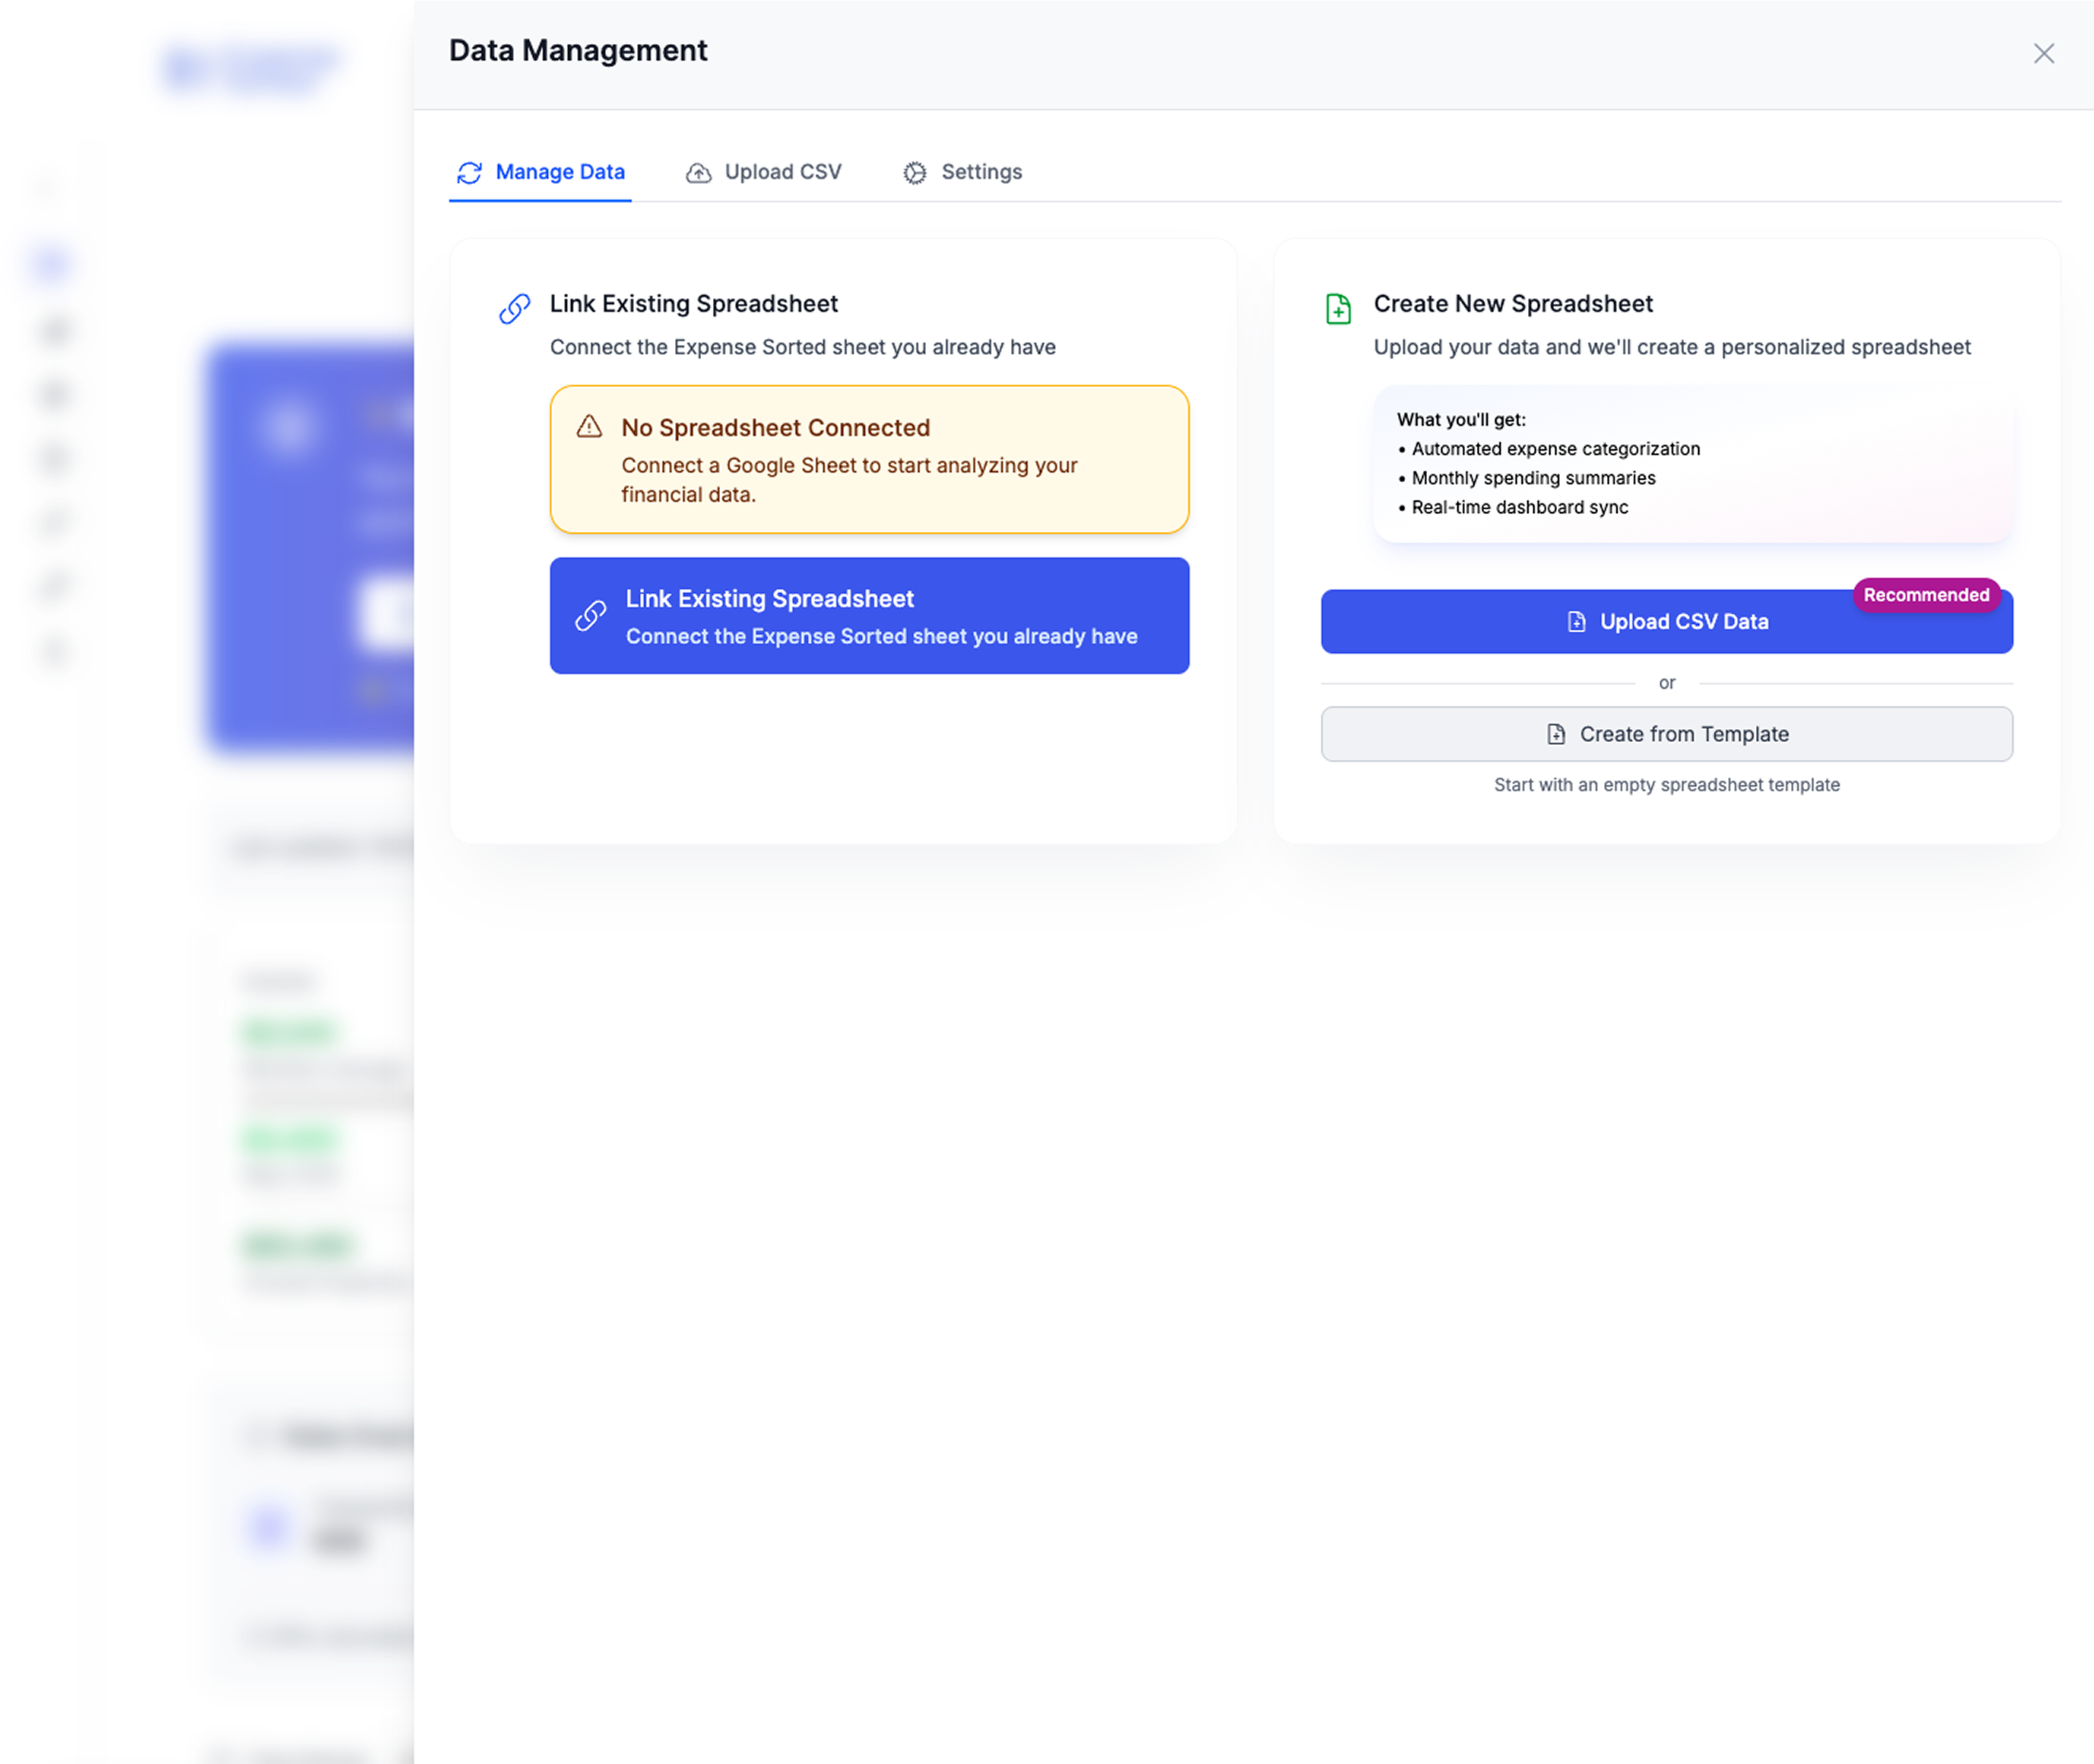 Data Management
Manage Data
Upload CSV
Settings
Link Existing Spreadsheet
Connect the Expense Sorted sheet you already have
No Spreadsheet Connected
Connect a Google Sheet to start analyzing your
financial data.
Link Existing Spreadsheet
Connect the Expense Sorted sheet you already have
Create New Spreadsheet
Upload your data and we'll create a personalized spreadsheet
What you'll get:
• Automated expense categorization
• Monthly spending summaries
• Real-time dashboard sync
Recommended
Upload CSV Data
or
Create from Template
Start with an empty spreadsheet template